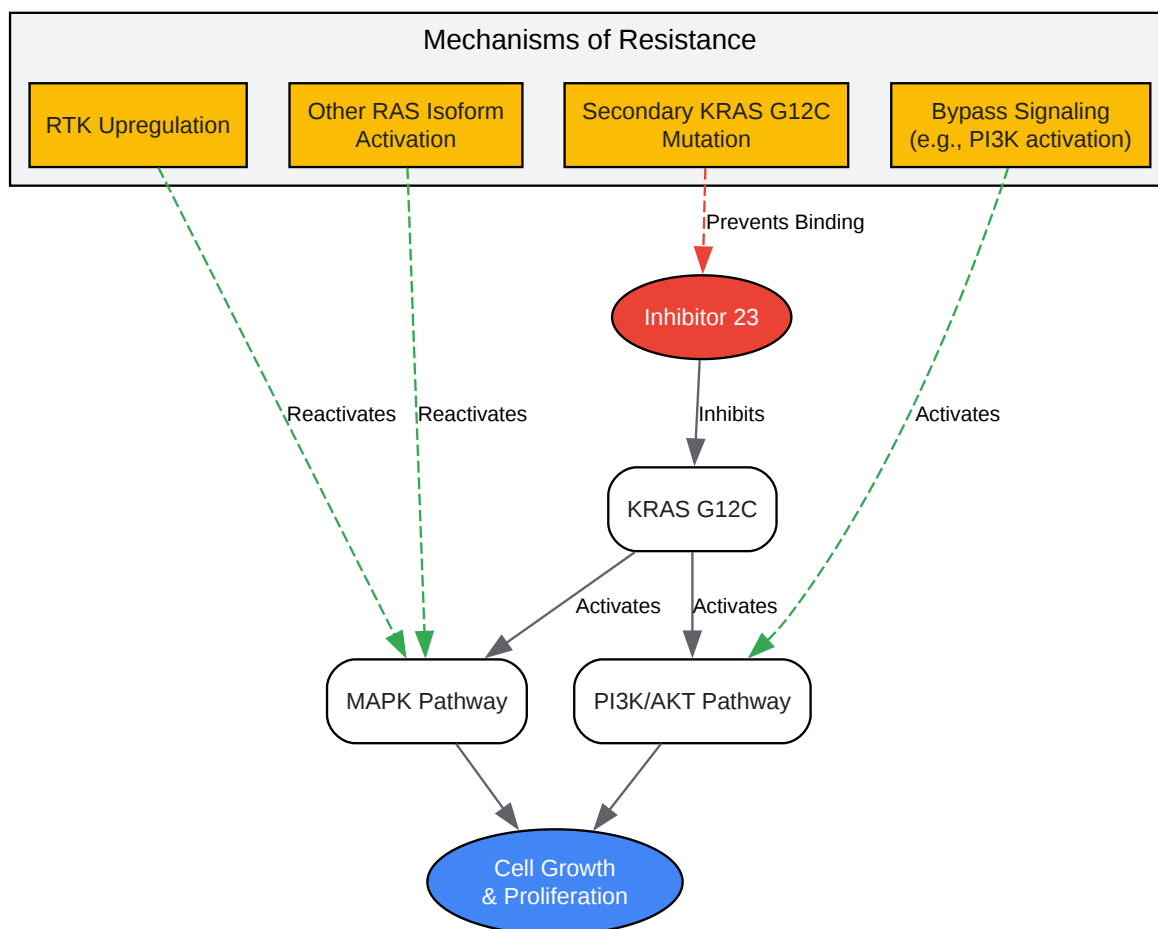 Mechanisms of Resistance
RTK Upregulation
Other RAS Isoform
Activation
Secondary KRAS G12C
Mutation
Bypass Signaling
(e.g., PI3K activation)
Prevents Binding
Inhibitor 23
Reactivates
Reactivates
Inhibits
Activates
KRAS G12C
Activates
Activates
MAPK Pathway
PI3K/AKT Pathway
Cell Growth
& Proliferation